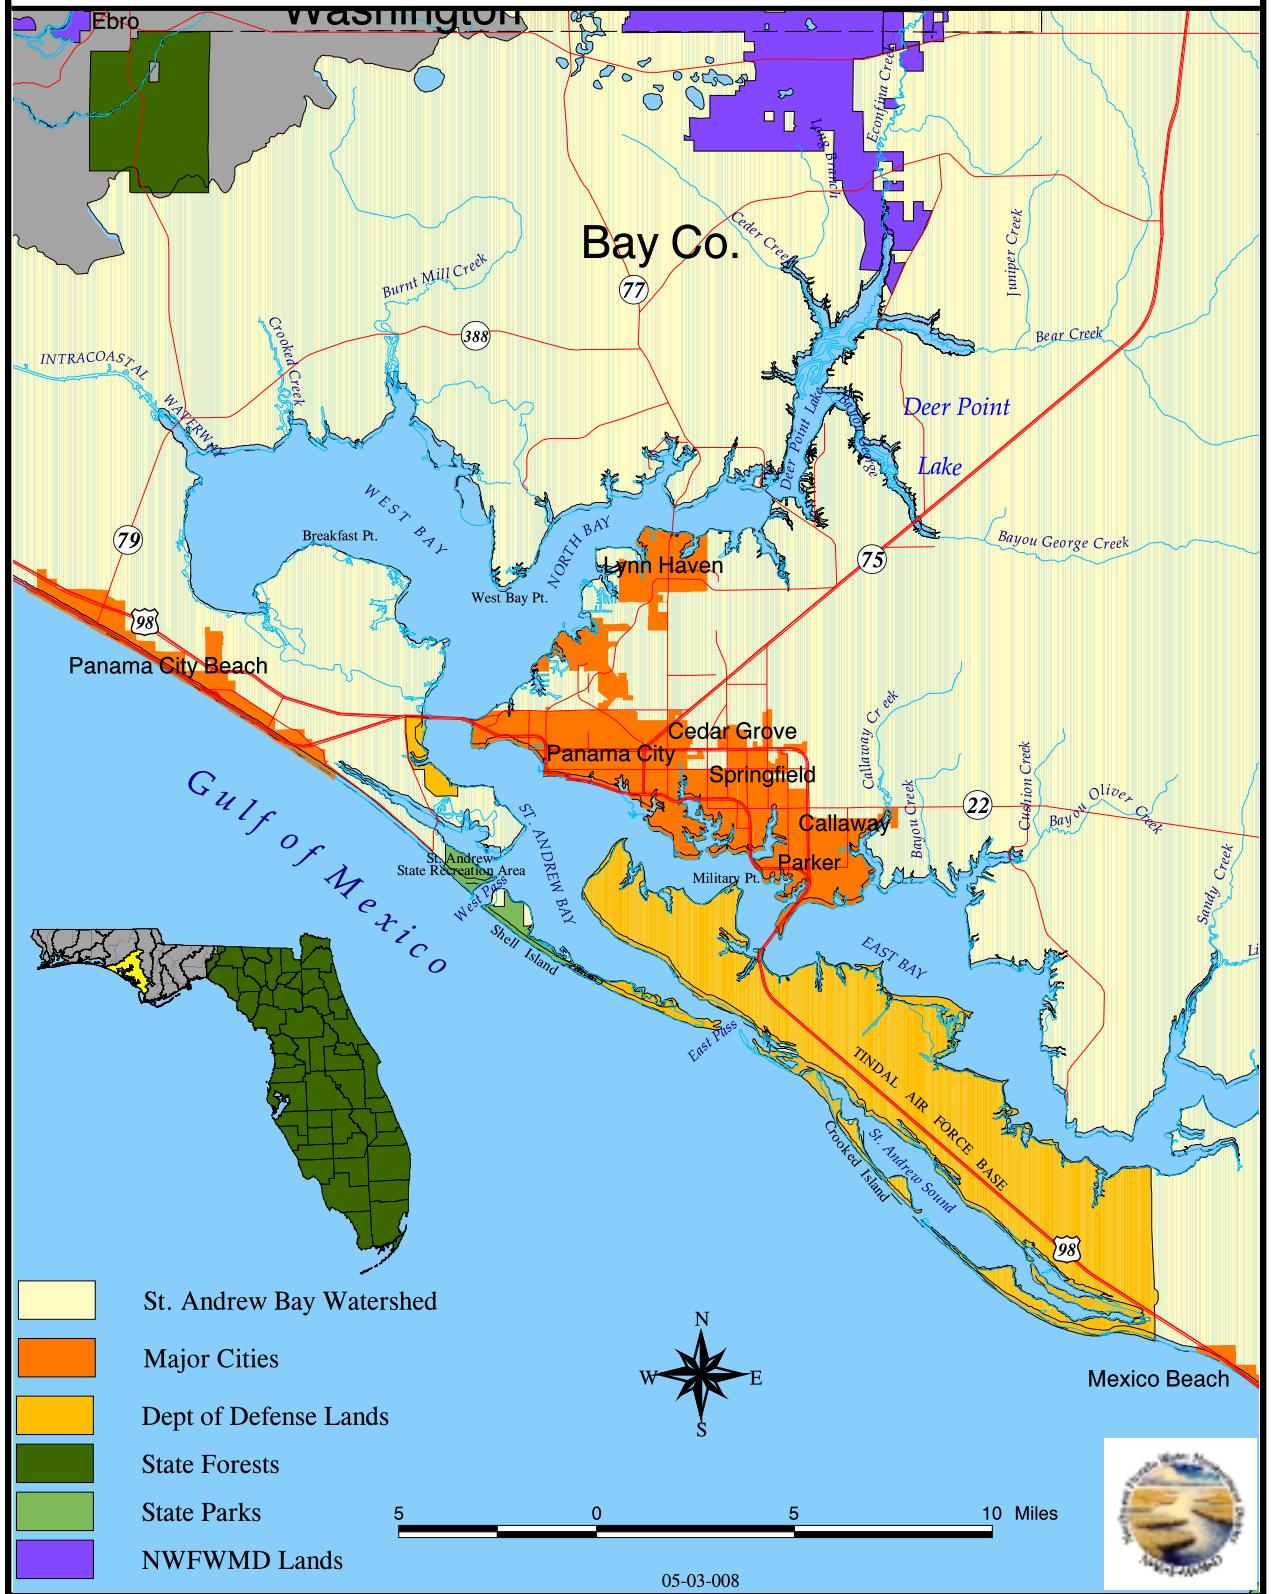 Washington
Ebro
Econfina Creek
Long Branch
Ceder Creek
Bay Co.
Juniper Creek
Burnt Mill Creek
77
Crooked Creek
388
Bear Creek
INTRACOASTAL
WATERWAY
Deer Point Lake
Bayou George
Deer Point
Lake
WEST BAY
NORTH BAY
79
Breakfast Pt.
Bayou George Creek
75
Lynn Haven
West Bay Pt.
98
Panama City Beach
Callaway Creek
Cedar Grove
Panama City
Springfield
Gulf of Mexico
Bayou Creek
Cushion Creek
22
Bayou Oliver Creek
ST. ANDREW BAY
Callaway
Parker
Sandy Creek
St. Andrew
State Recreation Area
Military Pt.
West Pass
Shell Island
EAST BAY
Li
East Pass
TINDAL AIR FORCE BASE
Crooked Island
St. Andrew Sound
98
St. Andrew Bay Watershed
Major Cities
Dept of Defense Lands
State Forests
State Parks
NWFWMD Lands
N
W
E
S
Mexico Beach
5
0
5
10 Miles
05-03-008